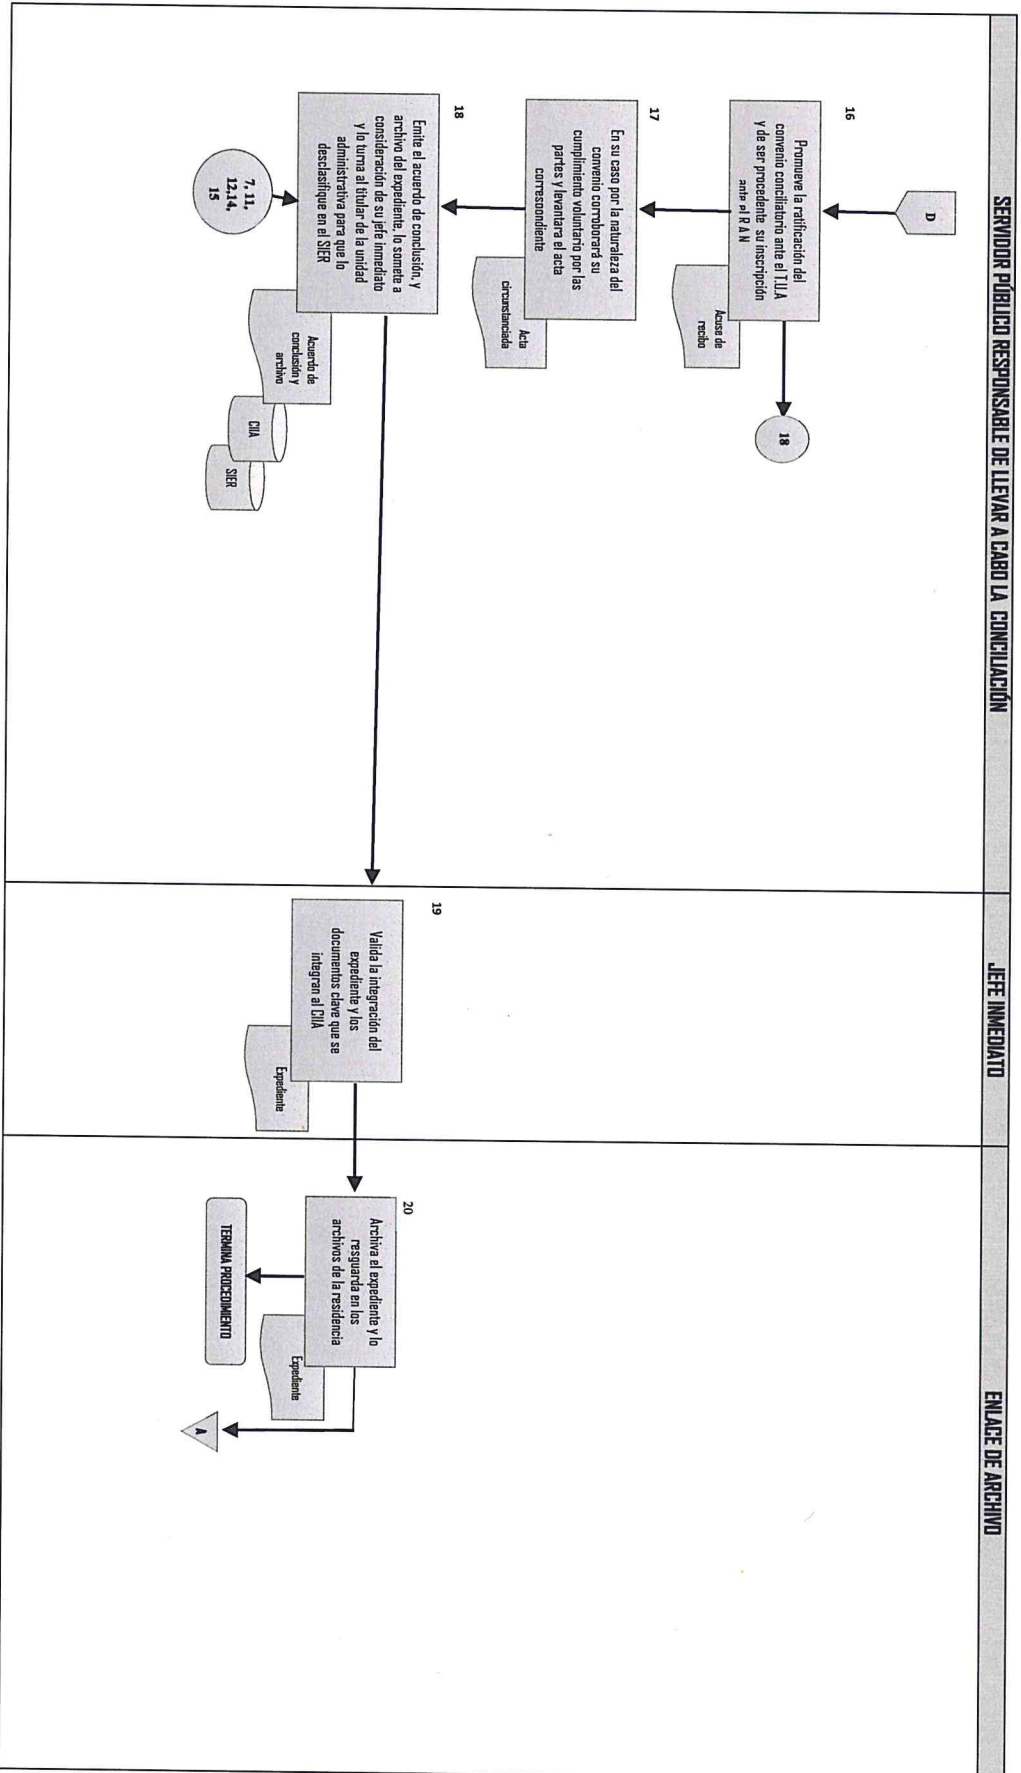 SERVIDOR PÚBLICO RESPONSABLE DE LLEVAR A CABO LA CONCILIACIÓN
JEFE INMEDIATO
ENLACE DE ARCHIVO
D
16
Promueve la ratificación del
convenio conciliatorio ante el T.U.A
y de ser procedente su inscripción
ante el R A N
Acuse de
recibo
18
17
En su caso por la naturaleza del
convenio corroborará su
cumplimiento voluntario por las
partes y levantara el acta
correspondiente
Acta
circunstanciada
18
Emite el acuerdo de conclusión, y
archivo del expediente, lo somete a
consideración de su jefe inmediato
y lo turna al titular de la unidad
administrativa para que lo
desclasifique en el SIER
Acuerdo de
conclusión y
archivo
CIIA
SIER
7, 11,
12,14,
15
19
Valida la integración del
expediente y los
documentos clave que se
integran al CIIA
Expediente
20
Archiva el expediente y lo
resguarda en los
archivos de la residencia
Expediente
TERMINA PROCEDIMIENTO
A